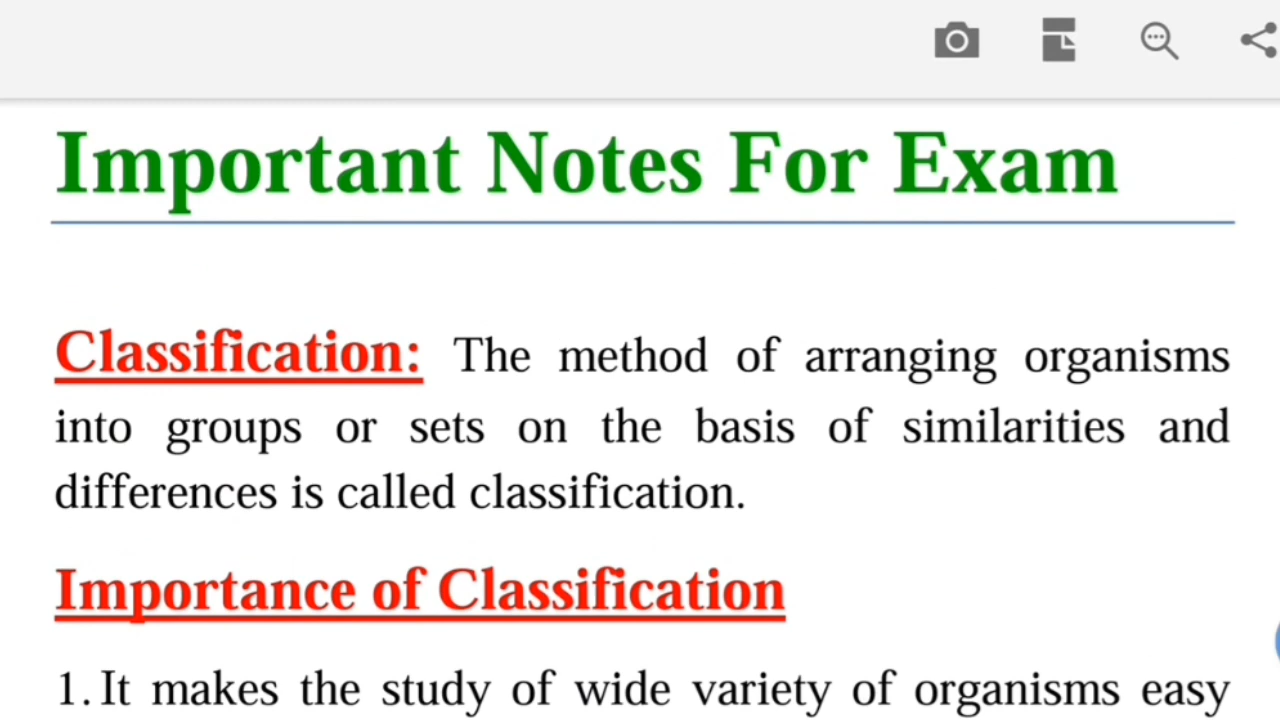 Important Notes For Exam
Classification: The method of arranging organisms
into groups or sets on the basis of similarities and
differences is called classification.
Importance of Classification
1. It makes the study of wide variety of organisms easy